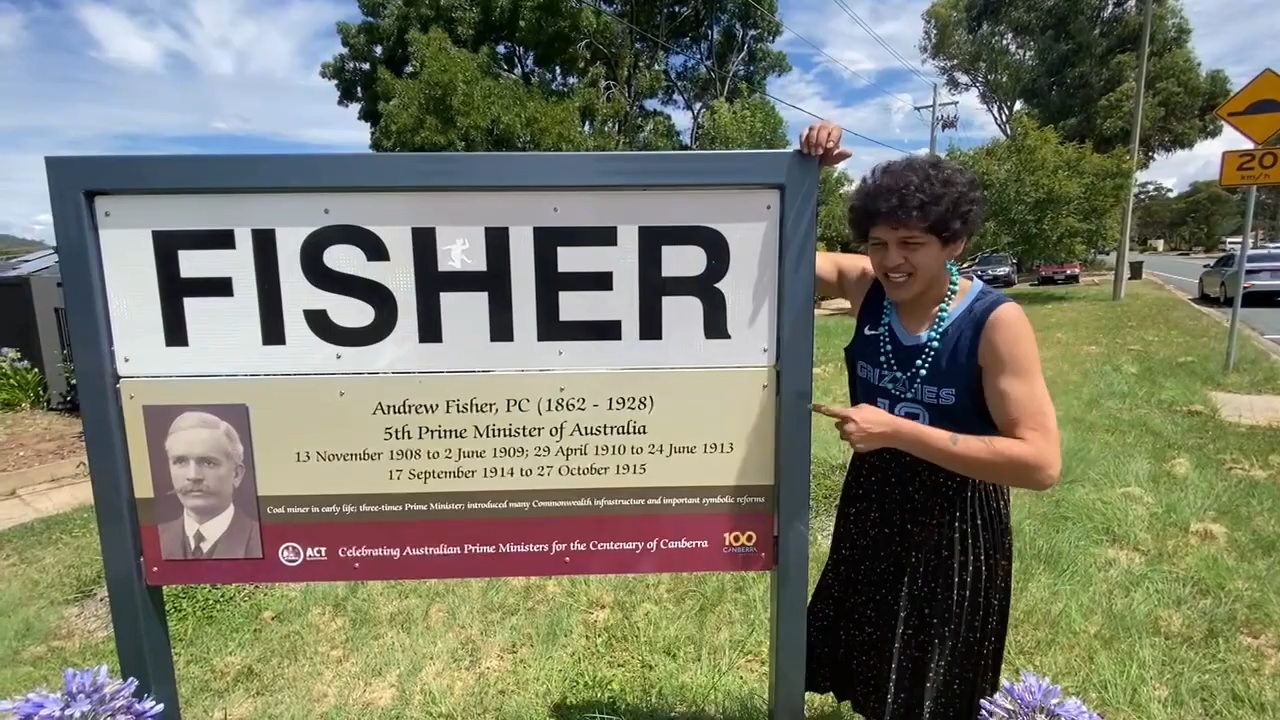 FISHER
Andrew Fisher, PC (1862 - 1928)
5th Prime Minister of Australia
13 November 1908 to 2 June 1909; 29 April 1910 to 24 June 1913
17 September 1914 to 27 October 1915
Coal miner in early life; three-times Prime Minister; introduced many Commonwealth infrastructure and important symbolic reforms
ACT
Celebrating Australian Prime Ministers for the Centenary of Canberra
100
CANBERRA
GRIZZLIES
12
20
km/h